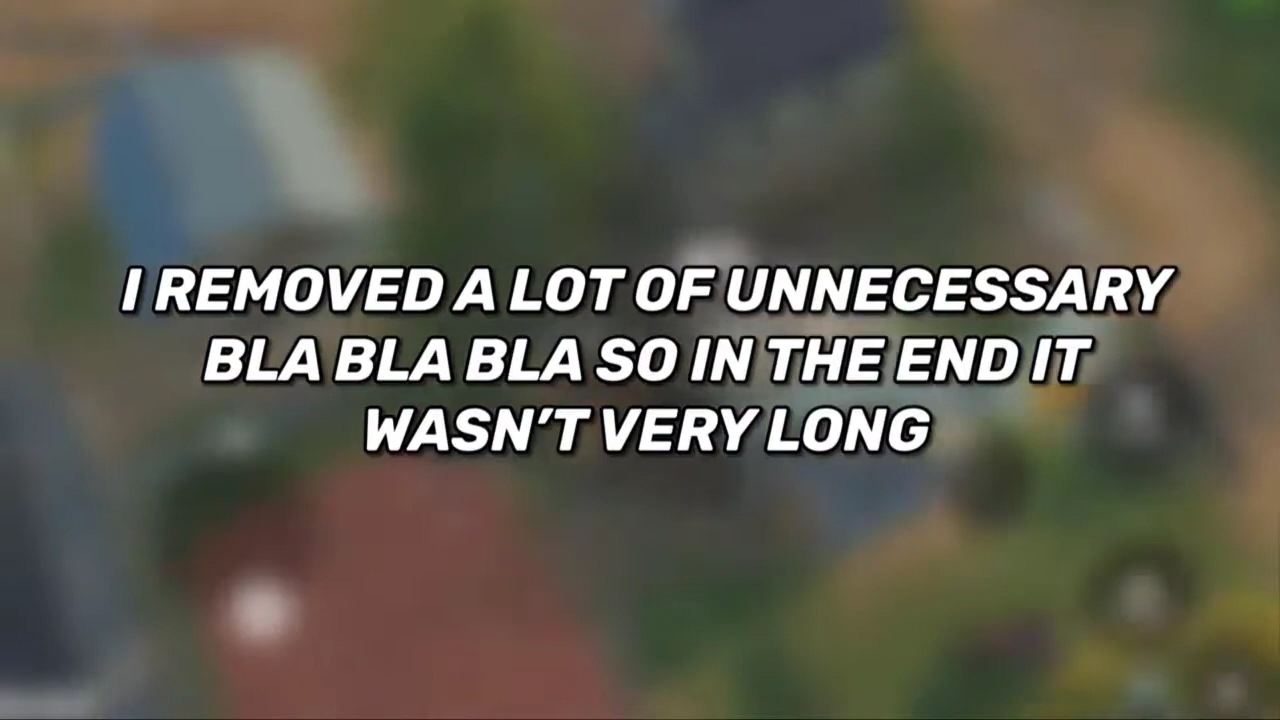 I REMOVED A LOT OF UNNECESSARY
BLA BLA BLA SO IN THE END IT
WASN'T VERY LONG